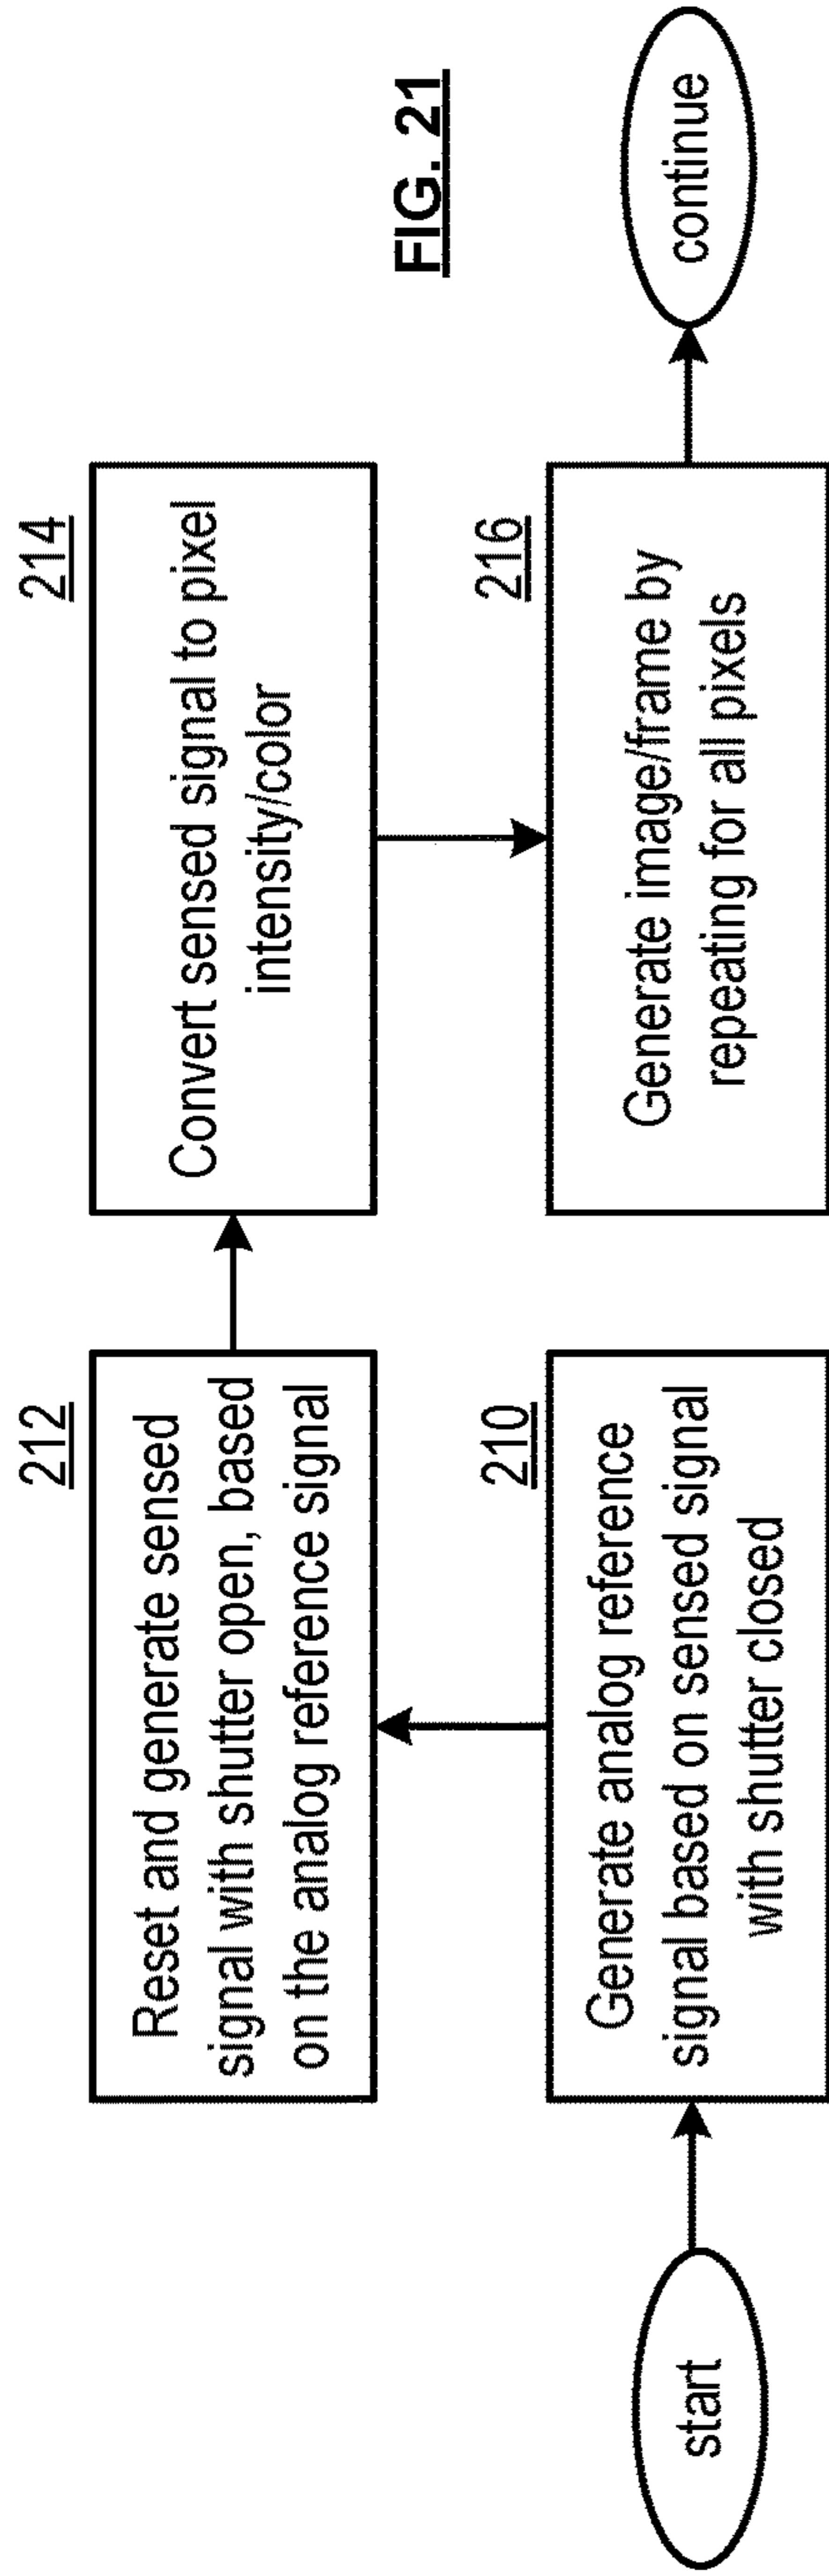 start
210
Generate analog reference
signal based on sensed signal
with shutter closed
212
Reset and generate sensed
signal with shutter open, based
on the analog reference signal
214
Convert sensed signal to pixel
intensity/color
216
Generate image/frame by
repeating for all pixels
continue
FIG. 21